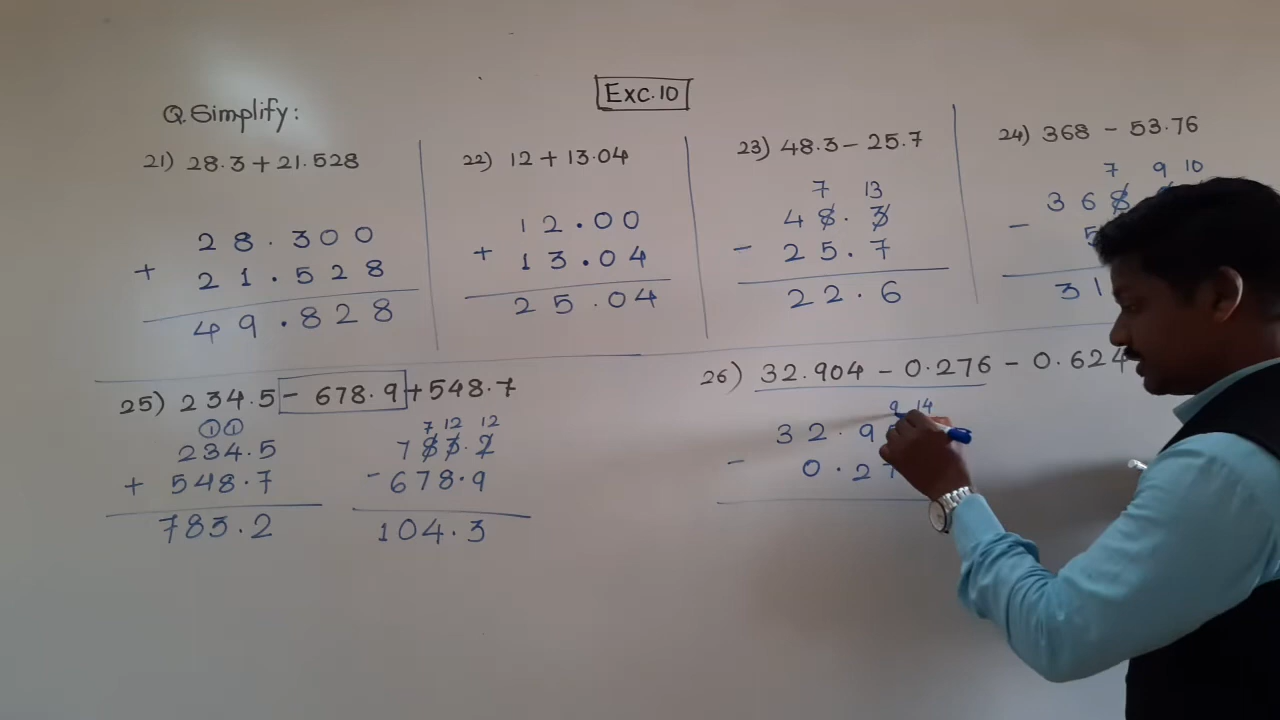 Exc.10
Q. Simplify:
21) 28.3 + 21.528
28.300
+ 21.528
49.828
22) 12 + 13.04
12.00
+ 13.04
25.04
23) 48.3 – 25.7
7 13
48.3
- 25.7
22.6
24) 368 - 53.76
7 9 10
368
- 5
31
25) 234.5 - 678.9 + 548.7
1 1
234.5
+ 548.7
783.2
7 12 12
783.2
- 678.9
104.3
26) 32.904 - 0.276 - 0.624
9 14
32.9
- 0.27